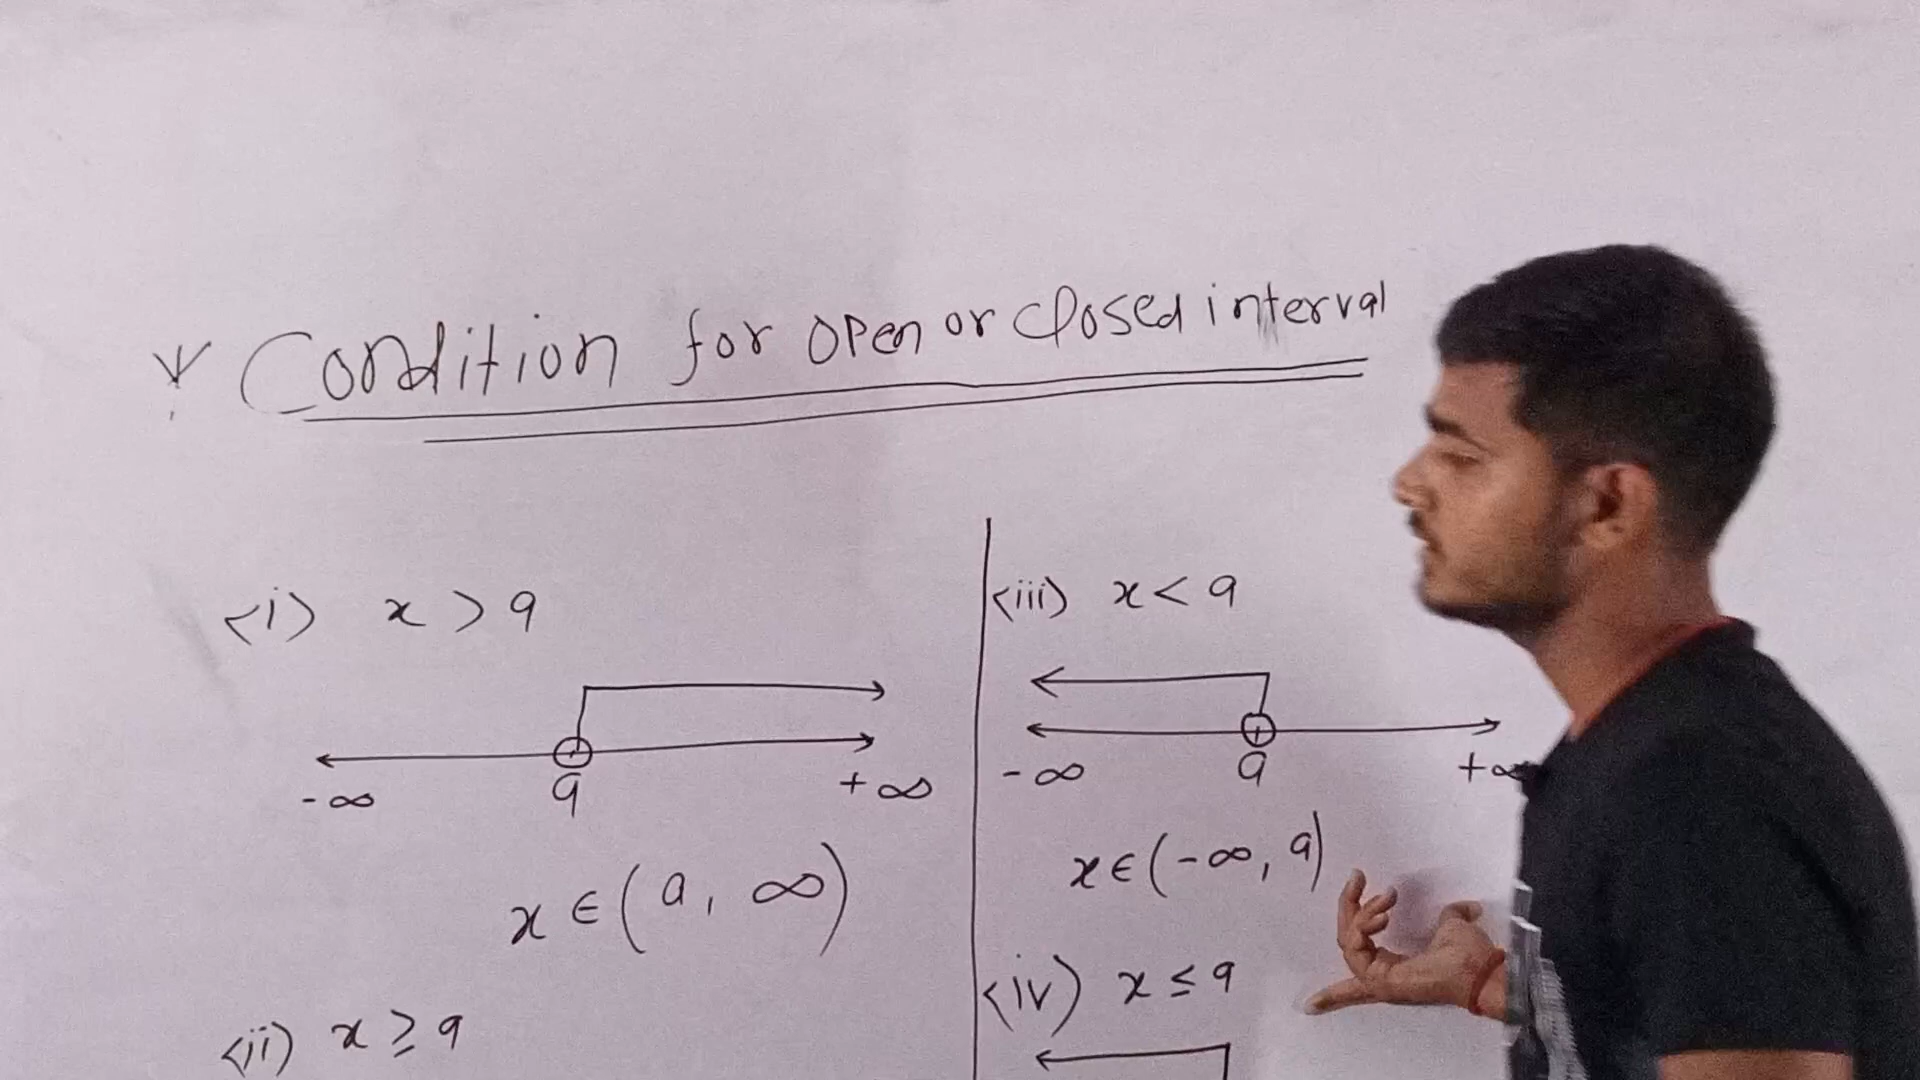 Condition for open or closed interval
(i) x > a
-∞ a +∞
x ∈ (a, ∞)
(ii) x ≥ a
(iii) x < a
-∞ a +∞
x ∈ (-∞, a)
(iv) x ≤ a